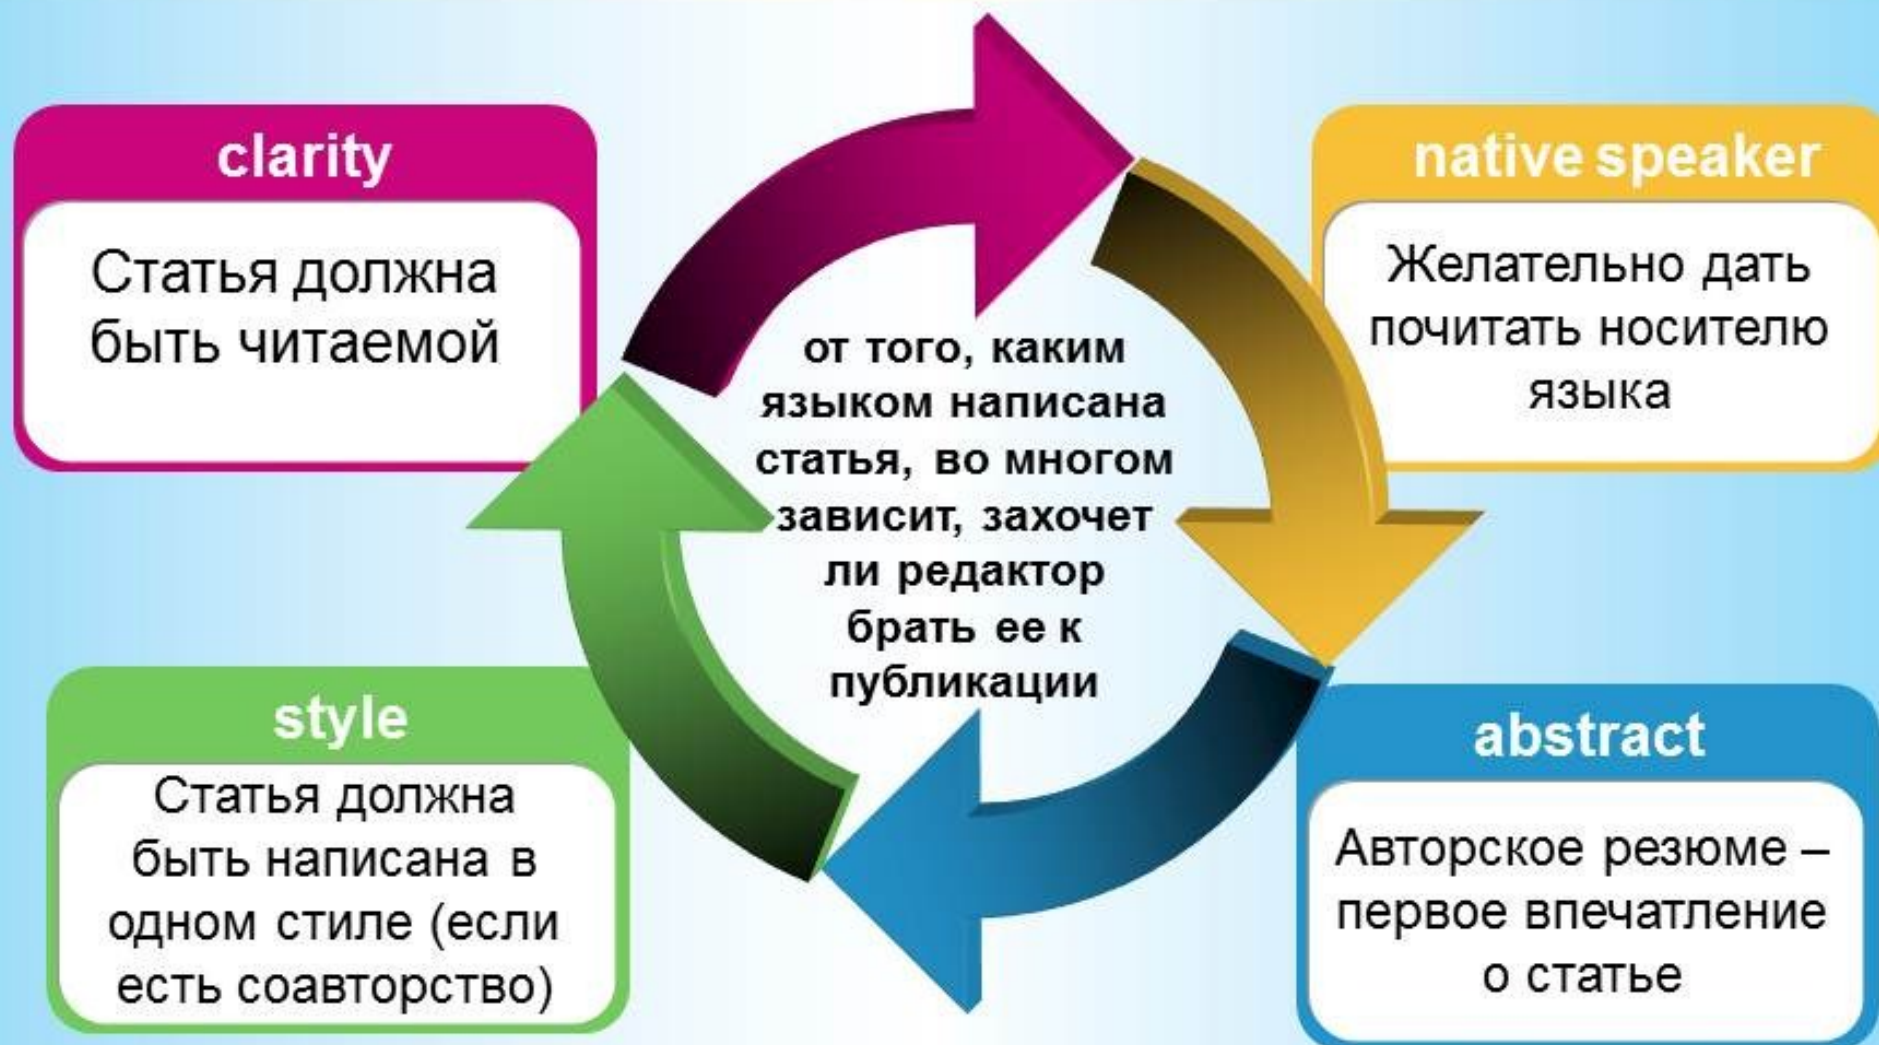 clarity
Статья должна
быть читаемой
native speaker
Желательно дать
почитать носителю
языка
от того, каким
языком написана
статья, во многом
зависит, захочет
ли редактор
брать ее к
публикации
style
Статья должна
быть написана в
одном стиле (если
есть соавторство)
abstract
Авторское резюме –
первое впечатление
о статье